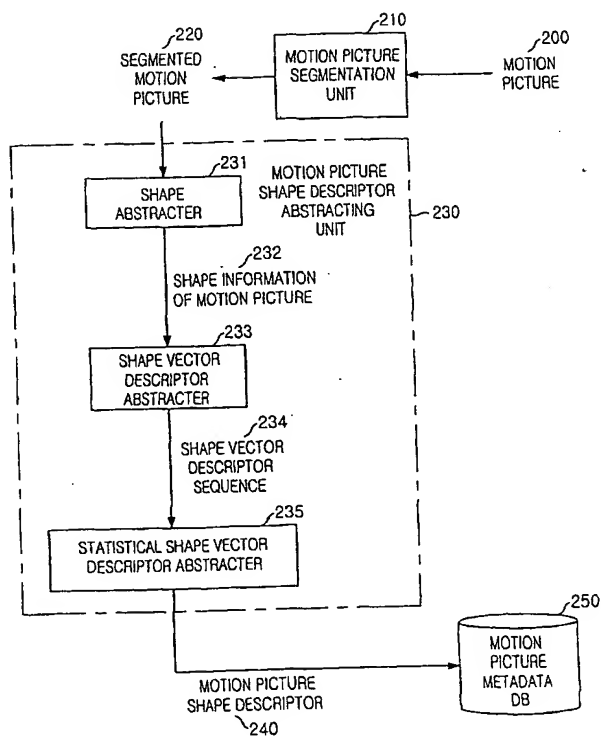 220
SEGMENTED
MOTION
PICTURE
210
MOTION PICTURE
SEGMENTATION
UNIT
200
MOTION
PICTURE
231
SHAPE
ABSTRACTER
MOTION PICTURE
SHAPE DESCRIPTOR
ABSTRACTING
UNIT
230
232
SHAPE INFORMATION
OF MOTION PICTURE
233
SHAPE VECTOR
DESCRIPTOR
ABSTRACTER
234
SHAPE VECTOR
DESCRIPTOR
SEQUENCE
235
STATISTICAL SHAPE VECTOR
DESCRIPTOR ABSTRACTER
250
MOTION
PICTURE
METADATA
DB
MOTION PICTURE
SHAPE DESCRIPTOR
240